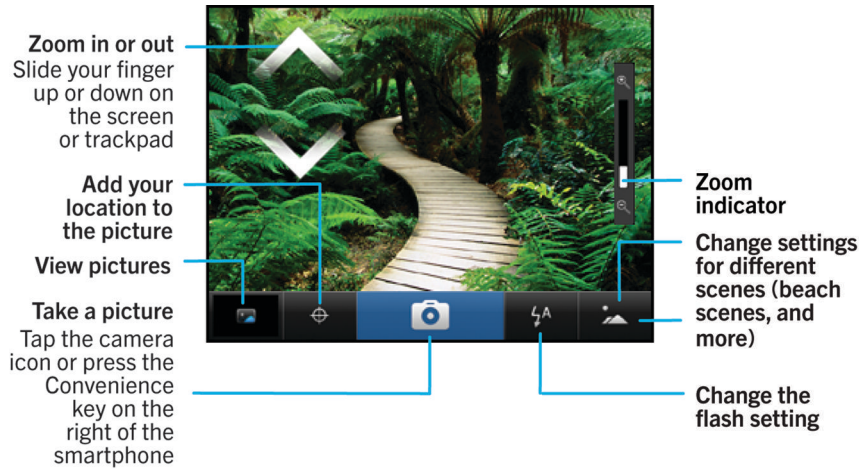 Zoom in or out
Slide your finger
up or down on
the screen
or trackpad
Add your
location to
the picture
View pictures
Take a picture
Tap the camera
icon or press the
Convenience
key on the
right of the
smartphone
A
Zoom
indicator
Change settings
for different
scenes (beach
scenes, and
more)
Change the
flash setting